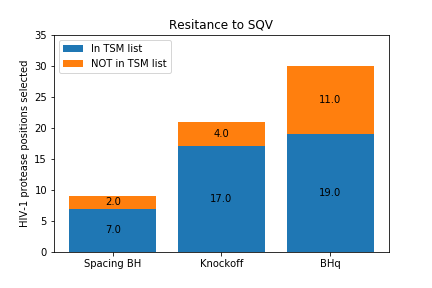 Resitance to SQV
HIV-1 protease positions selected
35
30
25
20
15
10
5
0
In TSM list
NOT in TSM list
2.0
7.0
4.0
17.0
11.0
19.0
Spacing BH
Knockoff
BHq